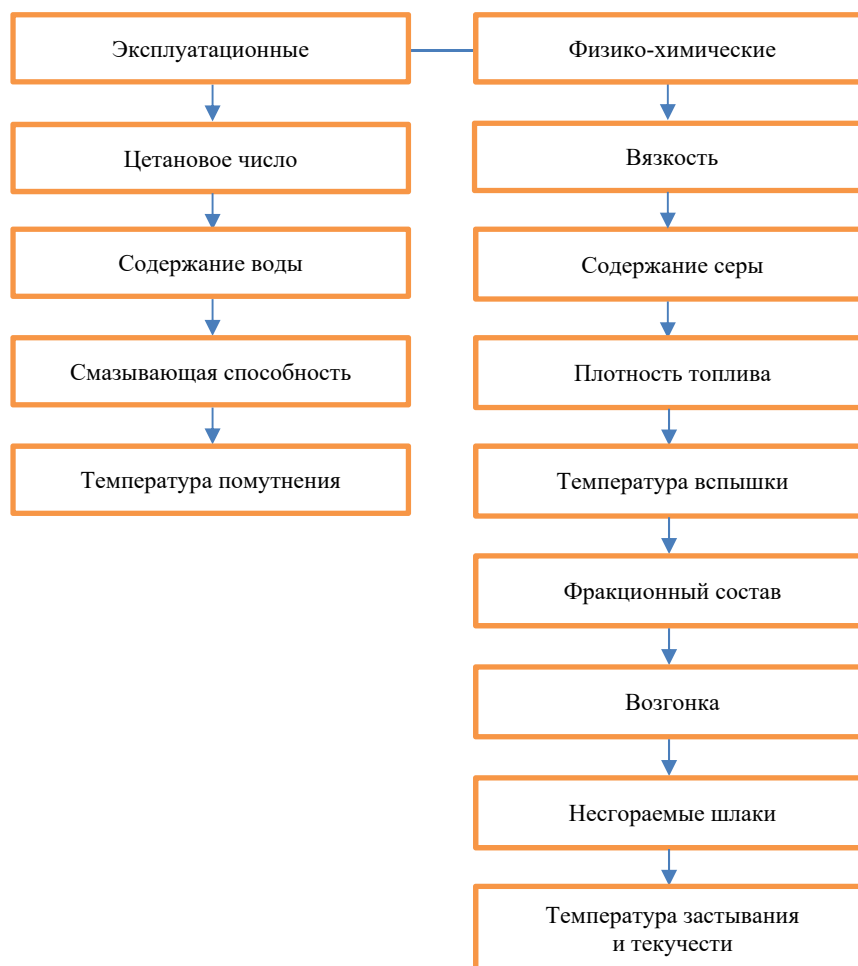 Эксплуатационные
Физико-химические
Цетановое число
Вязкость
Содержание воды
Содержание серы
Смазывающая способность
Плотность топлива
Температура помутнения
Температура вспышки
Фракционный состав
Возгонка
Несгораемые шлаки
Температура застывания
и текучести